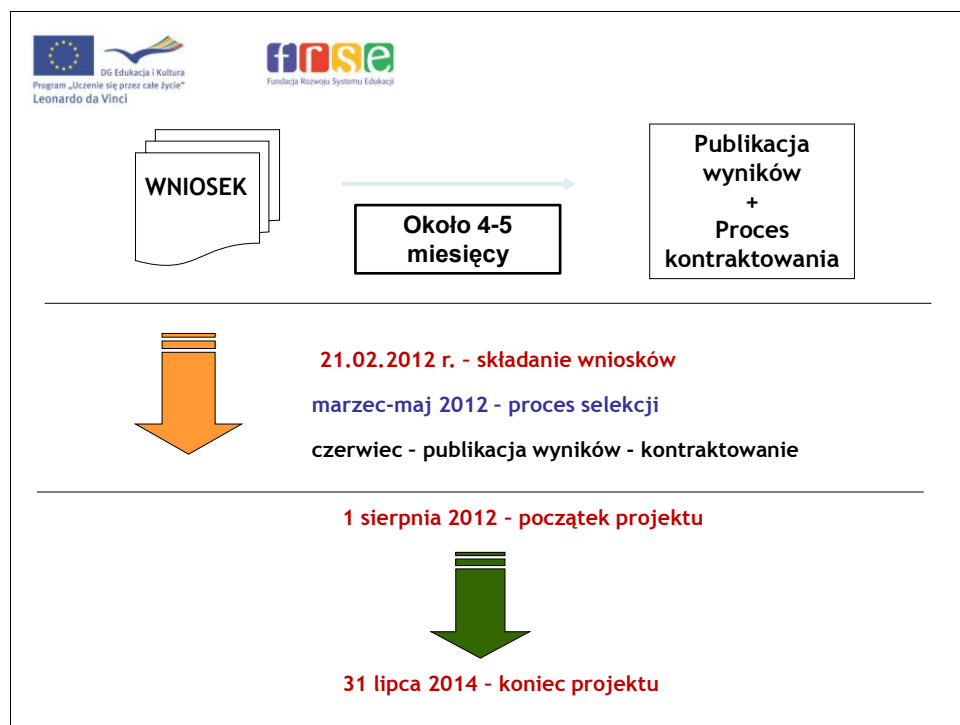 DG Edukacja i Kultura
Program „Uczenie się przez całe życie”
Leonardo da Vinci
frse
Fundacja Rozwoju Systemu Edukacji
WNIOSEK
Około 4-5
miesięcy
Publikacja
wyników
+
Proces
kontraktowania
21.02.2012 r. – składanie wniosków
marzec-maj 2012 – proces selekcji
czerwiec – publikacja wyników - kontraktowanie
1 sierpnia 2012 – początek projektu
31 lipca 2014 – koniec projektu